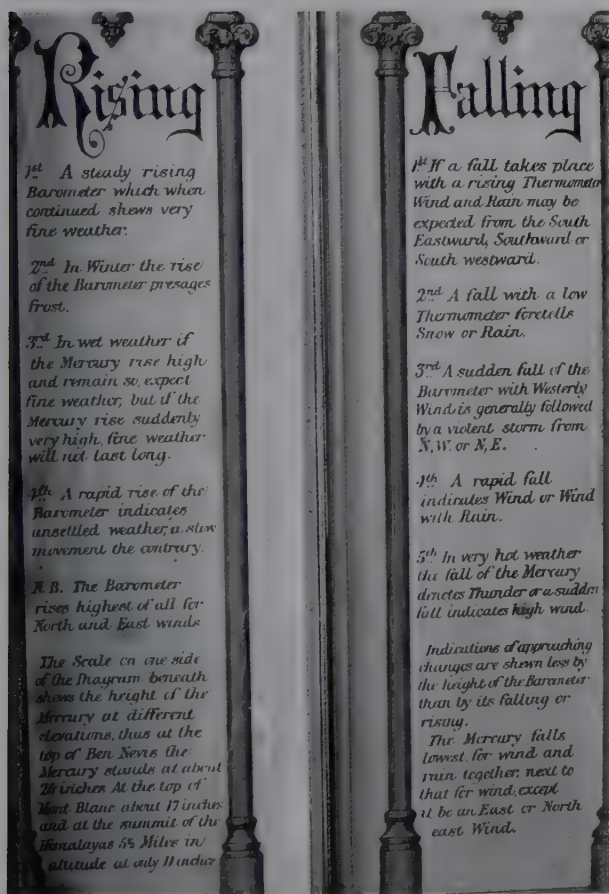 Rising
1st A steady rising
Barometer which when
continued shews very
fine weather.
2nd In Winter the rise
of the Barometer presages
frost.
3rd In wet weather if
the Mercury rise high
and remain so, expect
fine weather, but if the
Mercury rise suddenly
very high, fine weather
will not last long.
4th A rapid rise of the
Barometer indicates
unsettled weather, a slow
movement the contrary.
N.B. The Barometer
rises highest of all for
North and East winds
The Scale on one side
of the Diagram beneath
shows the height of the
Mercury at different
elevations, thus at the
top of Ben Nevis the
Mercury stands at about
26 inches At the top of
Mont Blanc about 17 inches
and at the summit of the
Himalayas 5½ Miles in
altitude at only 11 inches
Falling
1st If a fall takes place
with a rising Thermometer
Wind and Rain may be
expected from the South
Eastward, Southward or
South westward.
2nd A fall with a low
Thermometer foretells
Snow or Rain.
3rd A sudden fall of the
Barometer with Westerly
Wind is generally followed
by a violent storm from
N, W. or N, E.
4th A rapid fall
indicates Wind or Wind
with Rain.
5th In very hot weather
the fall of the Mercury
denotes Thunder or a sudden
fall indicates high wind.
Indications of approaching
changes are shewn less by
the height of the Barometer
than by its falling or
rising.
The Mercury falls
lowest for wind and
rain together, next to
that for wind, except
it be an East or North
east Wind.